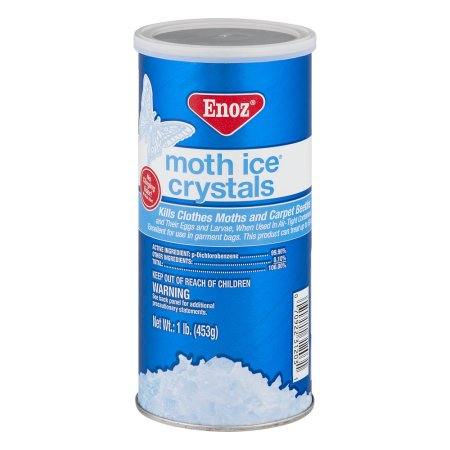 Enoz®
moth ice®
crystals
No
Clinging
Odor
Kills Clothes Moths and Carpet Beetles
and Their Eggs and Larvae, When Used in Air-Tight
Excellent for use in garment bags. This product can treat up to
ACTIVE INGREDIENT: p-Dichlorobenzene 99.90%
OTHER INGREDIENTS: 0.10%
TOTAL: 100.00%
KEEP OUT OF REACH OF CHILDREN
WARNING
See back panel for additional
precautionary statements.
Net Wt.: 1 lb. (453g)